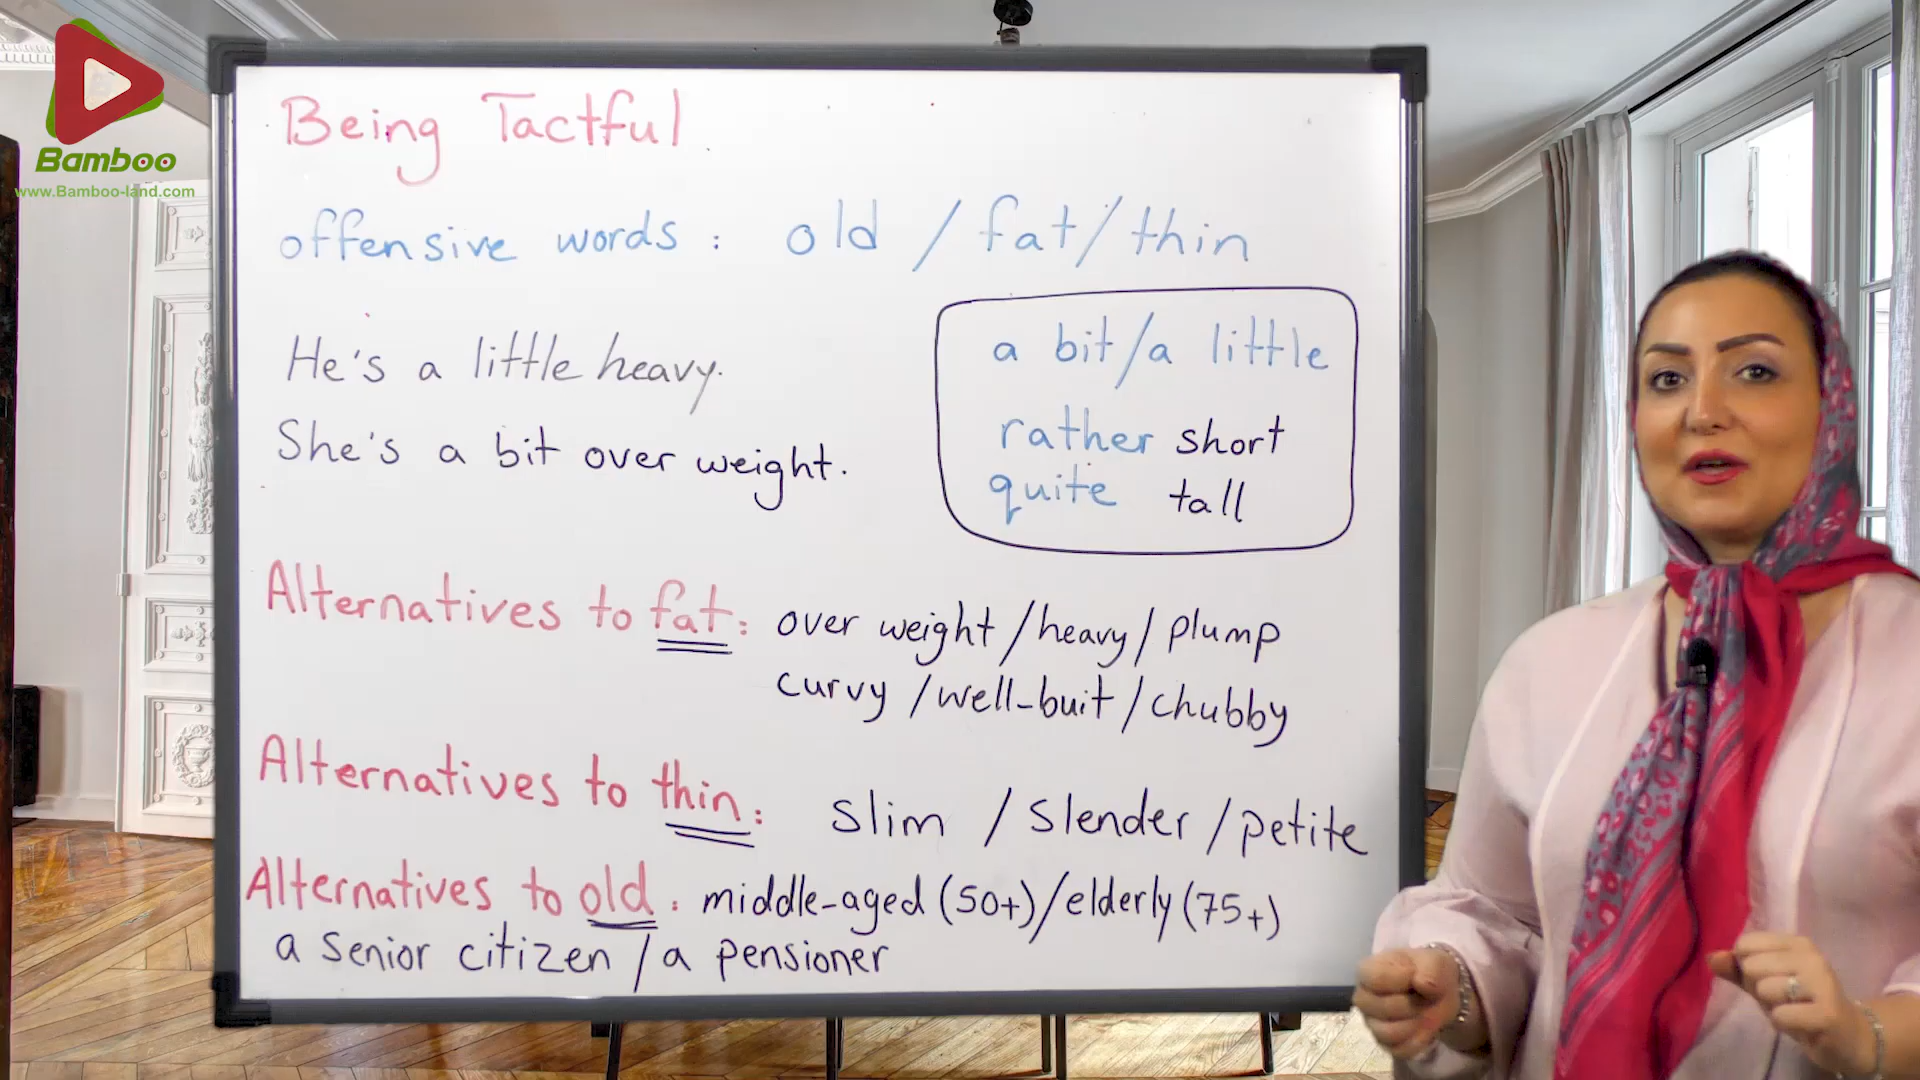 Bamboo
www.Bamboo-land.com
Being Tactful
offensive words : old / fat / thin
He's a little heavy.
She's a bit over weight.
a bit / a little
rather short
quite tall
Alternatives to fat : over weight / heavy / plump
curvy / well-buit / chubby
Alternatives to thin : slim / slender / petite
Alternatives to old : middle-aged (50+) / elderly (75+)
a senior citizen / a pensioner